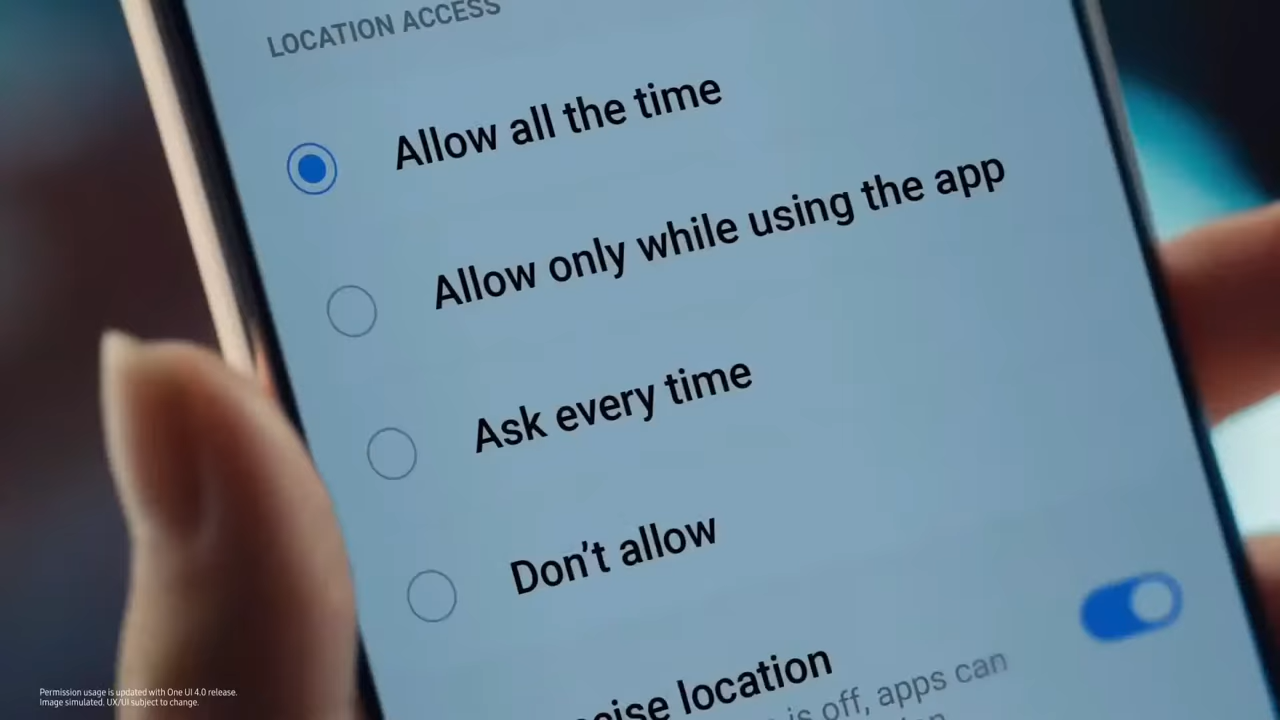 LOCATION ACCESS
Allow all the time
Allow only while using the app
Ask every time
Don't allow
location
is off, apps can
Permission usage is updated with One UI 4.0 release.
Image simulated. UX/UI subject to change.